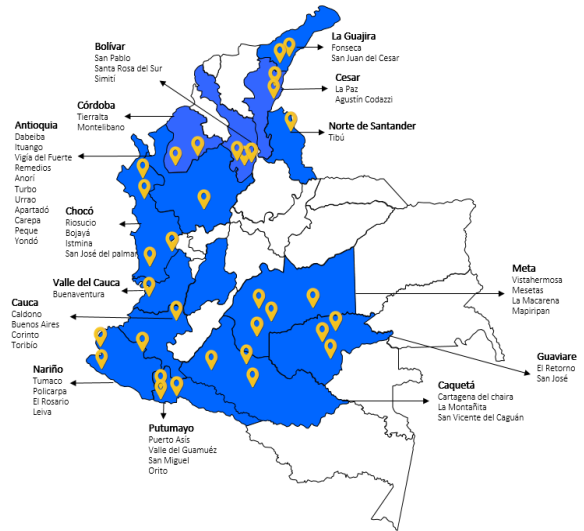 La Guajira
Fonseca
San Juan del Cesar
Bolívar
San Pablo
Santa Rosa del Sur
Simití
Cesar
La Paz
Agustín Codazzi
Córdoba
Tierralta
Montelibano
Norte de Santander
Tibú
Antioquia
Dabeiba
Ituango
Vigía del Fuerte
Remedios
Anorí
Turbo
Urrao
Apartadó
Carepa
Peque
Yondó
Chocó
Riosucio
Bojayá
Istmina
San José del palmar
Valle del Cauca
Buenaventura
Meta
Vistahermosa
Mesetas
La Macarena
Mapiripan
Cauca
Caldono
Buenos Aires
Corinto
Toribío
Guaviare
El Retorno
San José
Nariño
Tumaco
Policarpa
El Rosario
Leiva
Caquetá
Cartagena del chaira
La Montañita
San Vicente del Caguán
Putumayo
Puerto Asís
Valle del Guamuéz
San Miguel
Orito